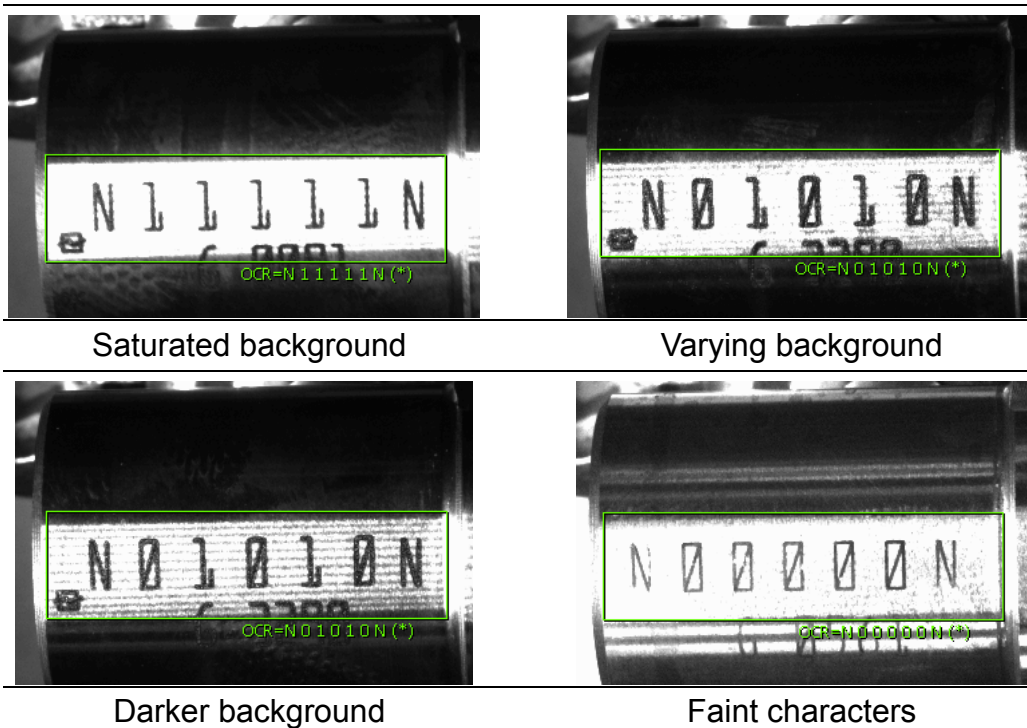 N 1 1 1 1 1 N
OCR=N 1 1 1 1 1 N (*)
N 0 1 0 1 0 N
OCR=N 0 1 0 1 0 N (*)
Saturated background
Varying background
N 0 1 0 1 0 N
OCR=N 0 1 0 1 0 N (*)
N 0 0 0 0 0 N
OCR=N 0 0 0 0 0 N (*)
Darker background
Faint characters